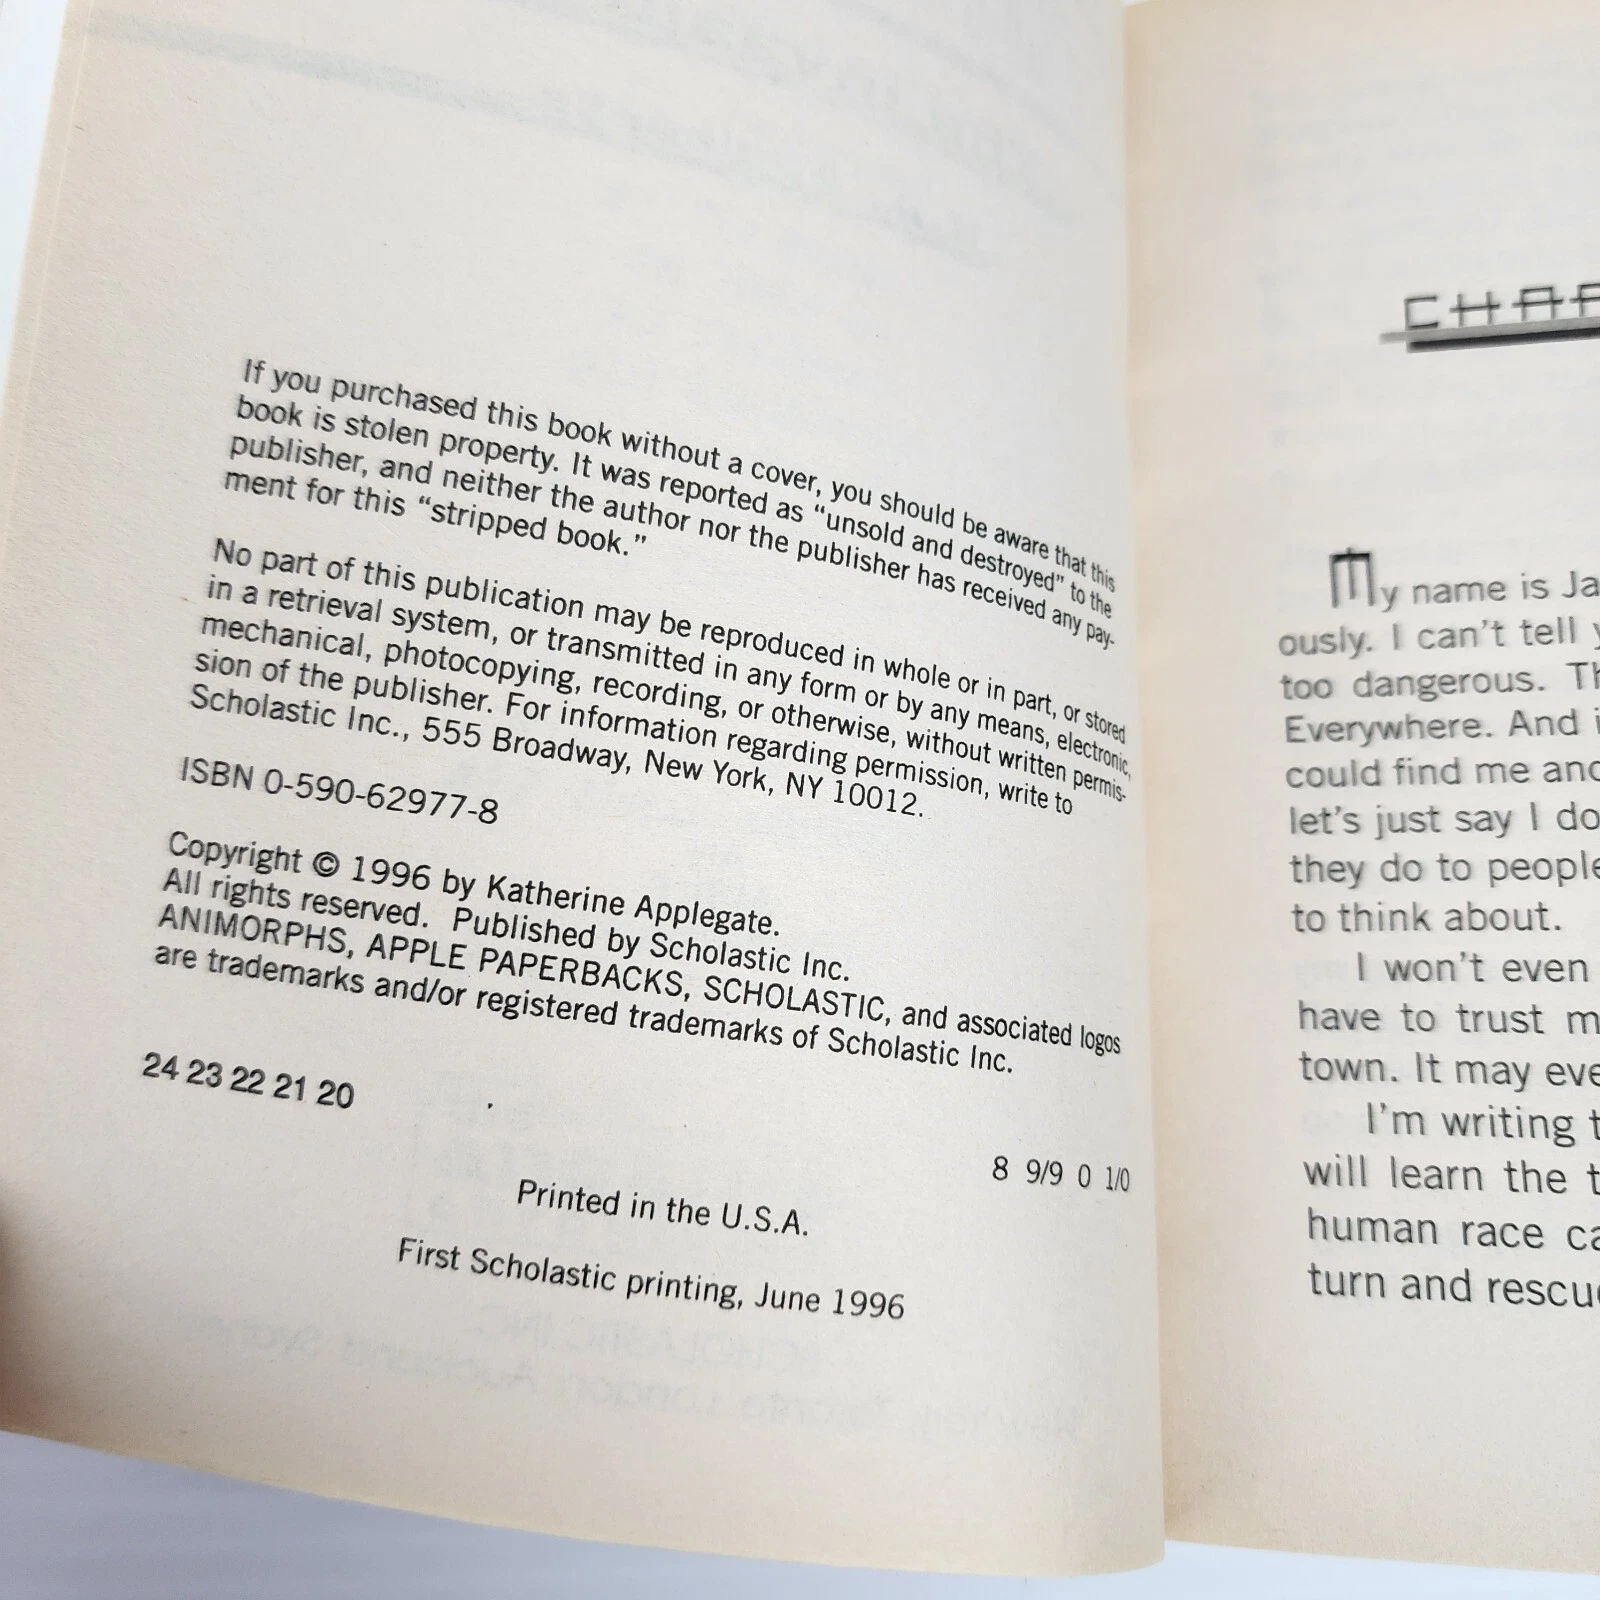 If you purchased this book without a cover, you should be aware that this
book is stolen property. It was reported as “unsold and destroyed” to the
publisher, and neither the author nor the publisher has received any pay-
ment for this “stripped book.”
No part of this publication may be reproduced in whole or in part, or stored
in a retrieval system, or transmitted in any form or by any means, electronic,
mechanical, photocopying, recording, or otherwise, without written permis-
sion of the publisher. For information regarding permission, write to
Scholastic Inc., 555 Broadway, New York, NY 10012.
ISBN 0-590-62977-8
Copyright © 1996 by Katherine Applegate.
All rights reserved. Published by Scholastic Inc.
ANIMORPHS, APPLE PAPERBACKS, SCHOLASTIC, and associated logos
are trademarks and/or registered trademarks of Scholastic Inc.
24 23 22 21 20
8 9/9 0 1/0
Printed in the U.S.A.
First Scholastic printing, June 1996
CHAP
My name is Ja
ously. I can’t tell y
too dangerous. Th
Everywhere. And i
could find me and
let’s just say I do
they do to people
to think about.
I won’t even
have to trust m
town. It may eve
I’m writing t
will learn the t
human race ca
turn and rescue